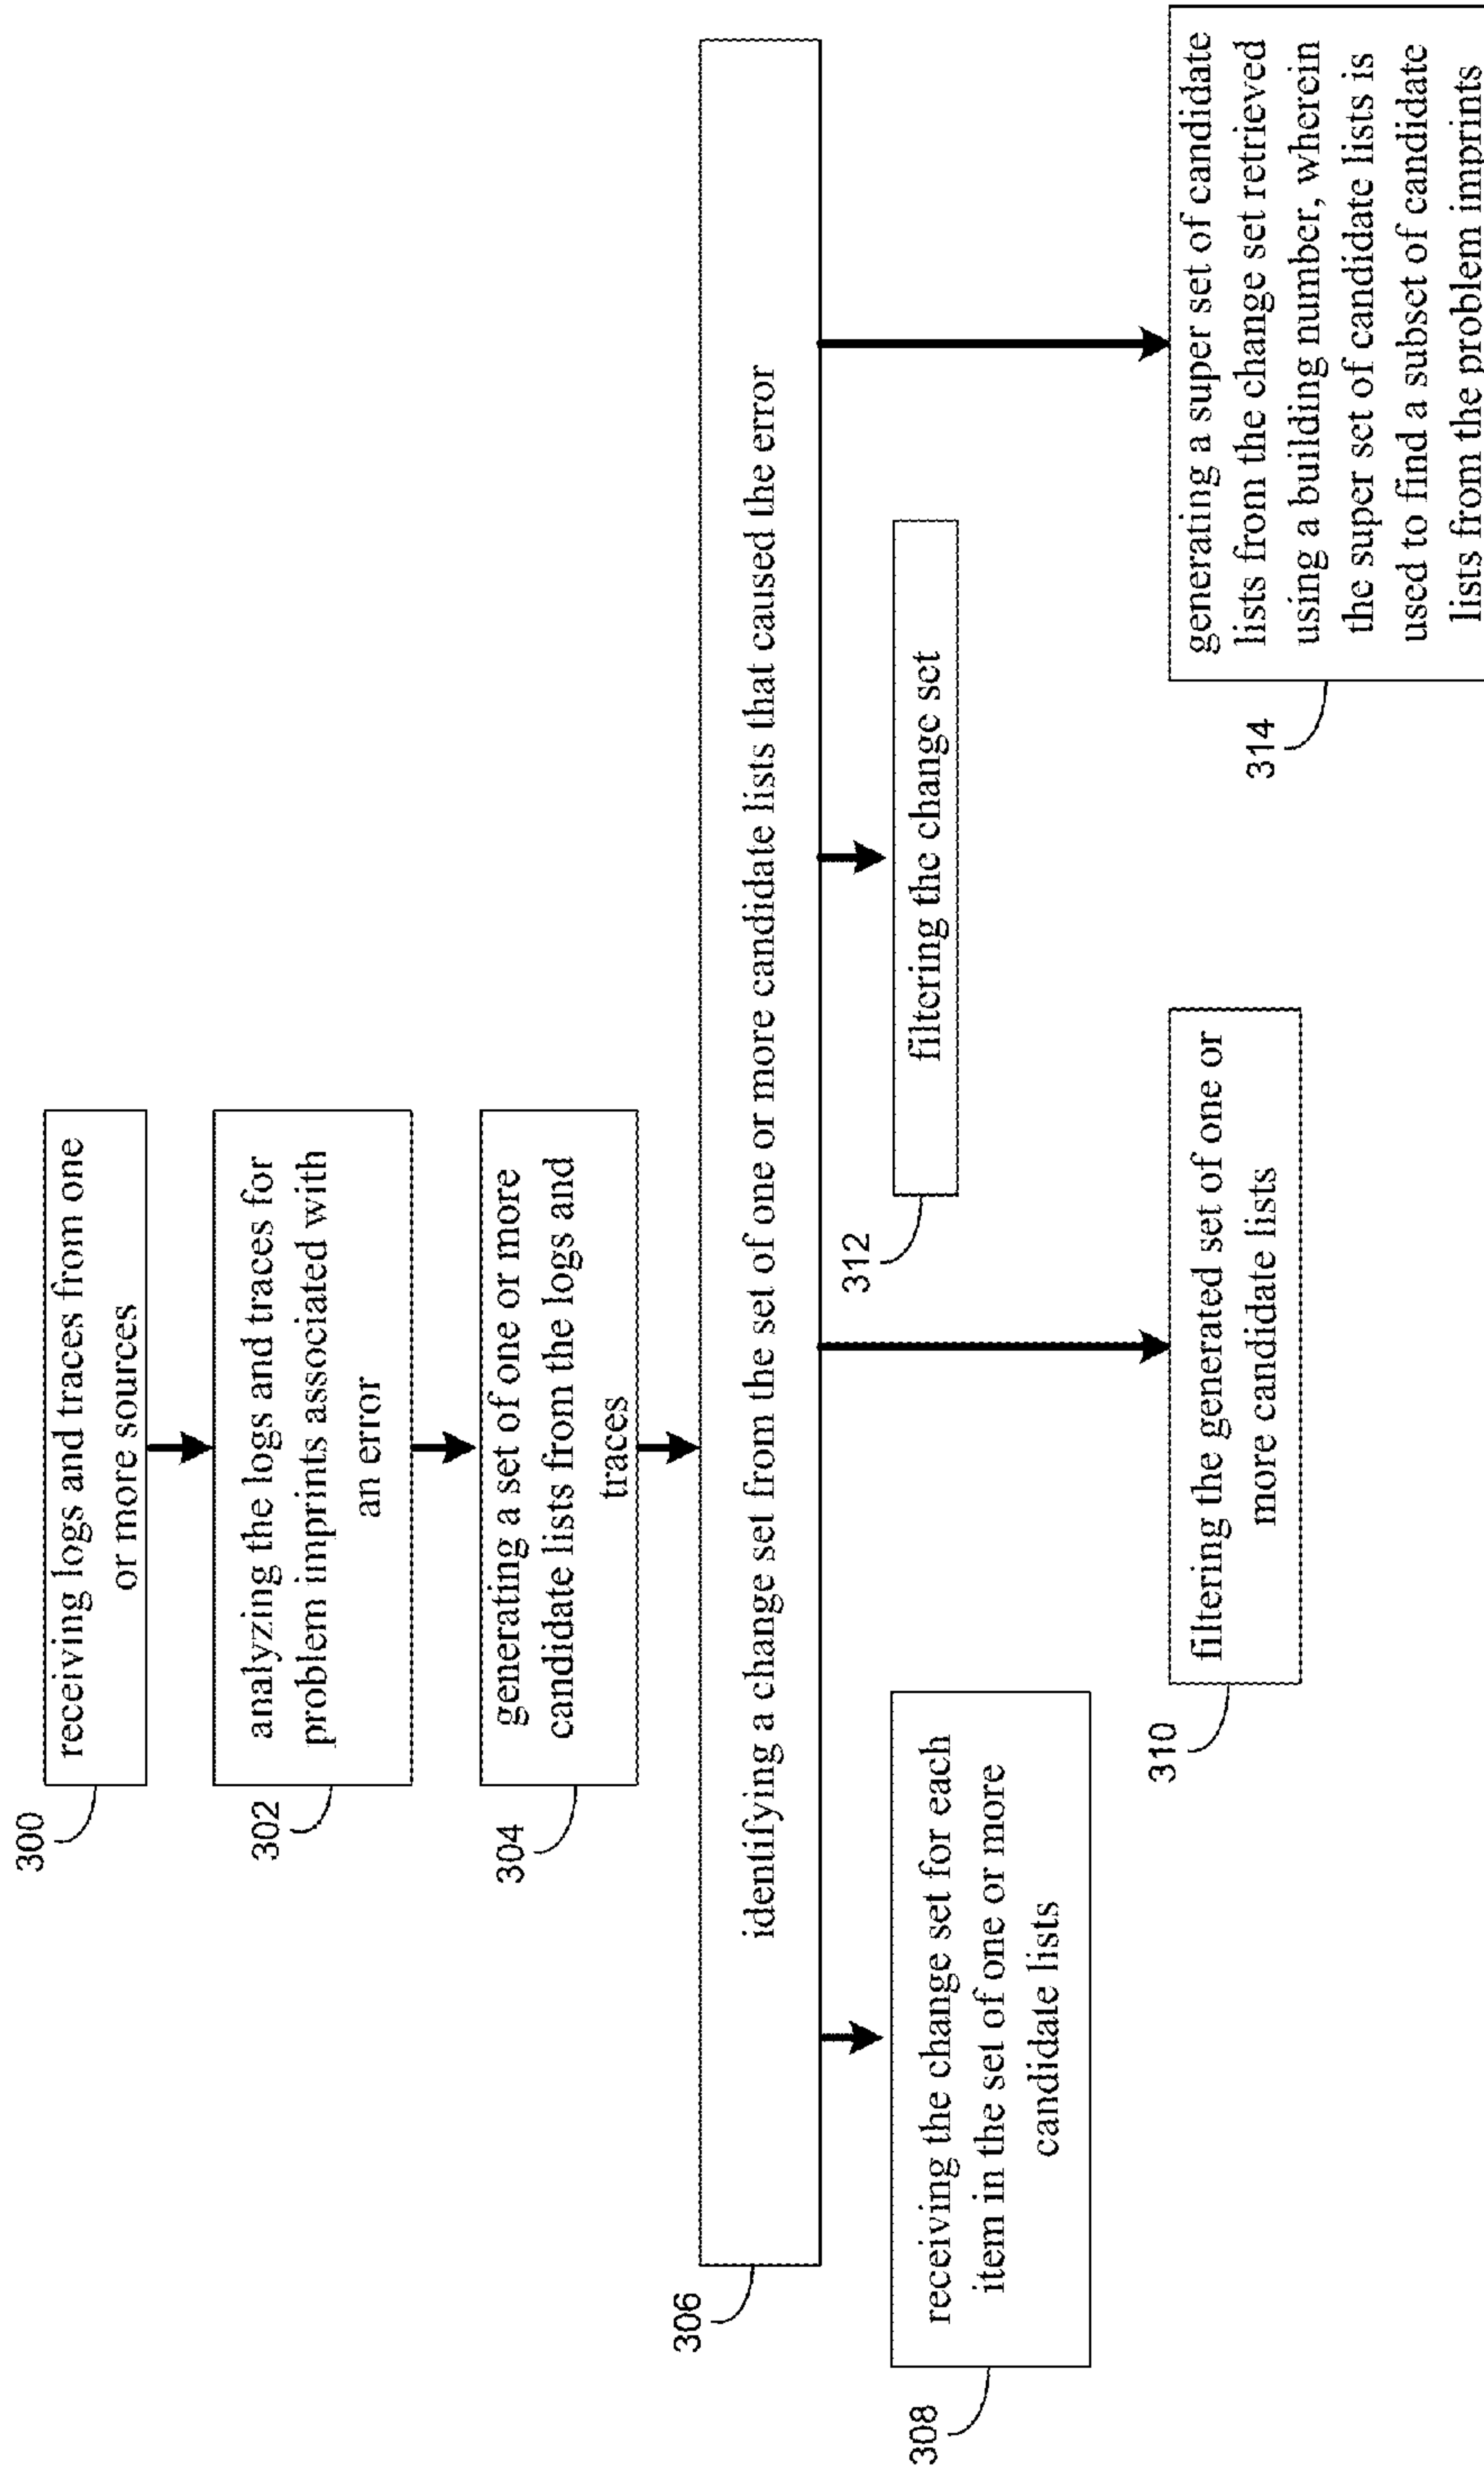 300
receiving logs and traces from one
or more sources
302
analyzing the logs and traces for
problem imprints associated with
an error
304
generating a set of one or more
candidate lists from the logs and
traces
306
identifying a change set from the set of one or more candidate lists that caused the error
308
receiving the change set for each
item in the set of one or more
candidate lists
310
filtering the generated set of one or
more candidate lists
312
filtering the change set
314
generating a super set of candidate
lists from the change set retrieved
using a building number, wherein
the super set of candidate lists is
used to find a subset of candidate
lists from the problem imprints